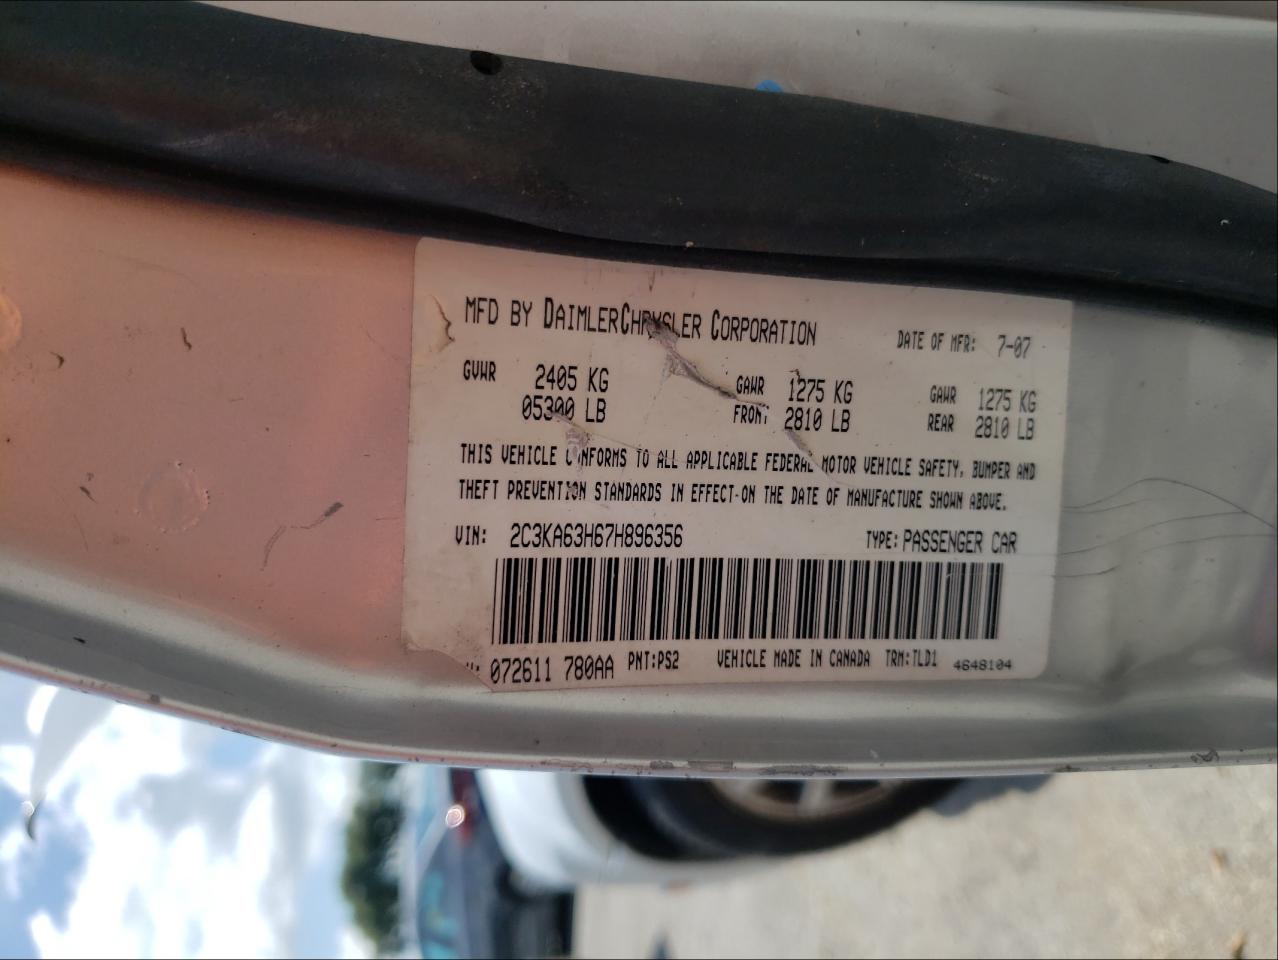 MFD BY DAIMLERCHRYSLER CORPORATION DATE OF MFR: 7-07
GVWR 2405 KG GAWR 1275 KG GAWR 1275 KG
05300 LB FRONT 2810 LB REAR 2810 LB
THIS VEHICLE CONFORMS TO ALL APPLICABLE FEDERAL MOTOR VEHICLE SAFETY, BUMPER AND
THEFT PREVENTION STANDARDS IN EFFECT ON THE DATE OF MANUFACTURE SHOWN ABOVE.
VIN: 2C3KA63H67H896356 TYPE: PASSENGER CAR
072611 780AA PNT:PS2 VEHICLE MADE IN CANADA TRM:TLD1 4648104